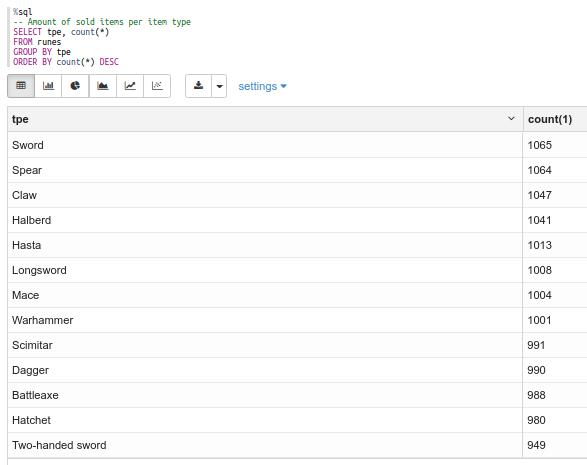 %sql
-- Amount of sold items per item type
SELECT tpe, count(*)
FROM runes
GROUP BY tpe
ORDER BY count(*) DESC
settings
tpe count(1)
Sword 1065
Spear 1064
Claw 1047
Halberd 1041
Hasta 1013
Longsword 1008
Mace 1004
Warhammer 1001
Scimitar 991
Dagger 990
Battleaxe 988
Hatchet 980
Two-handed sword 949